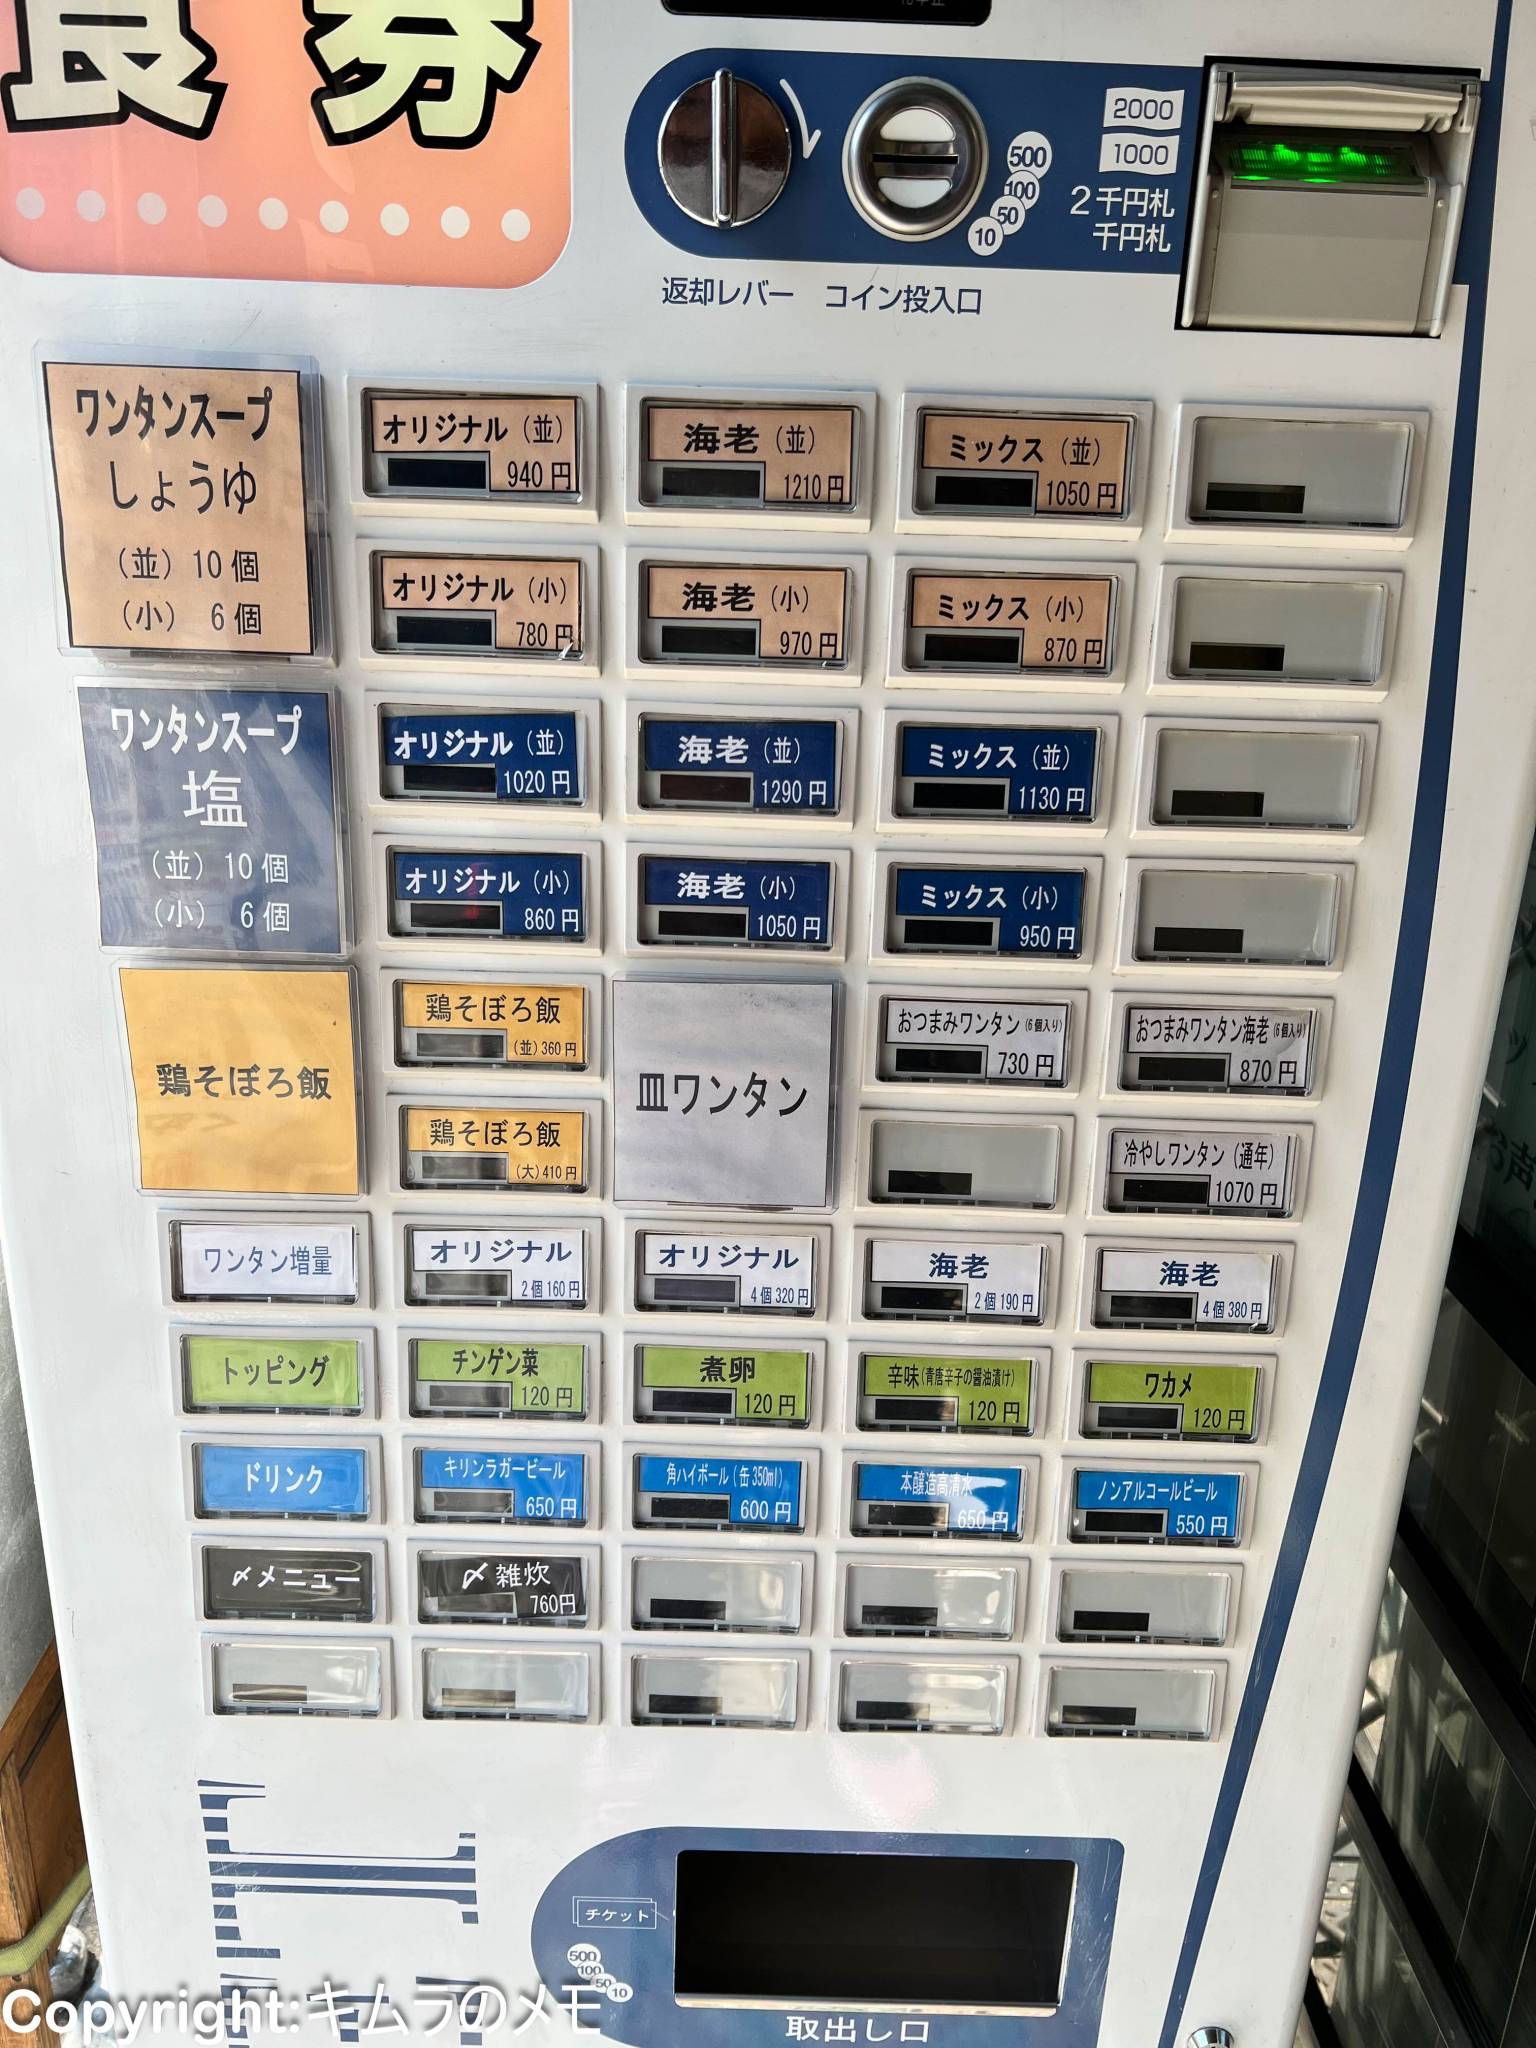 食券
2000
1000
2千円札
千円札
500
100
50
10
返却レバー
コイン投入口
ワンタンスープ
しょうゆ
(並) 10個
(小) 6個
オリジナル(並)
940円
海老(並)
1210円
ミックス(並)
1050円
オリジナル(小)
780円
海老(小)
970円
ミックス(小)
870円
ワンタンスープ
塩
(並) 10個
(小) 6個
オリジナル(並)
1020円
海老(並)
1290円
ミックス(並)
1130円
オリジナル(小)
860円
海老(小)
1050円
ミックス(小)
950円
鶏そぼろ飯
鶏そぼろ飯
(並)360円
鶏そぼろ飯
(大)410円
皿ワンタン
おつまみワンタン(6個入り)
730円
おつまみワンタン海老(6個入り)
870円
冷やしワンタン(通年)
1070円
ワンタン増量
オリジナル
2個160円
オリジナル
4個320円
海老
2個190円
海老
4個380円
トッピング
チンゲン菜
120円
煮卵
120円
辛味(青唐辛子の醤油漬け)
120円
ワカメ
120円
ドリンク
キリンラガービール
650円
角ハイボール(缶350ml)
600円
本醸造高清水
650円
ノンアルコールビール
550円
〆メニュー
〆雑炊
760円
チケット
500
100
50
10
取出し口
Copyright:キムラのメモ